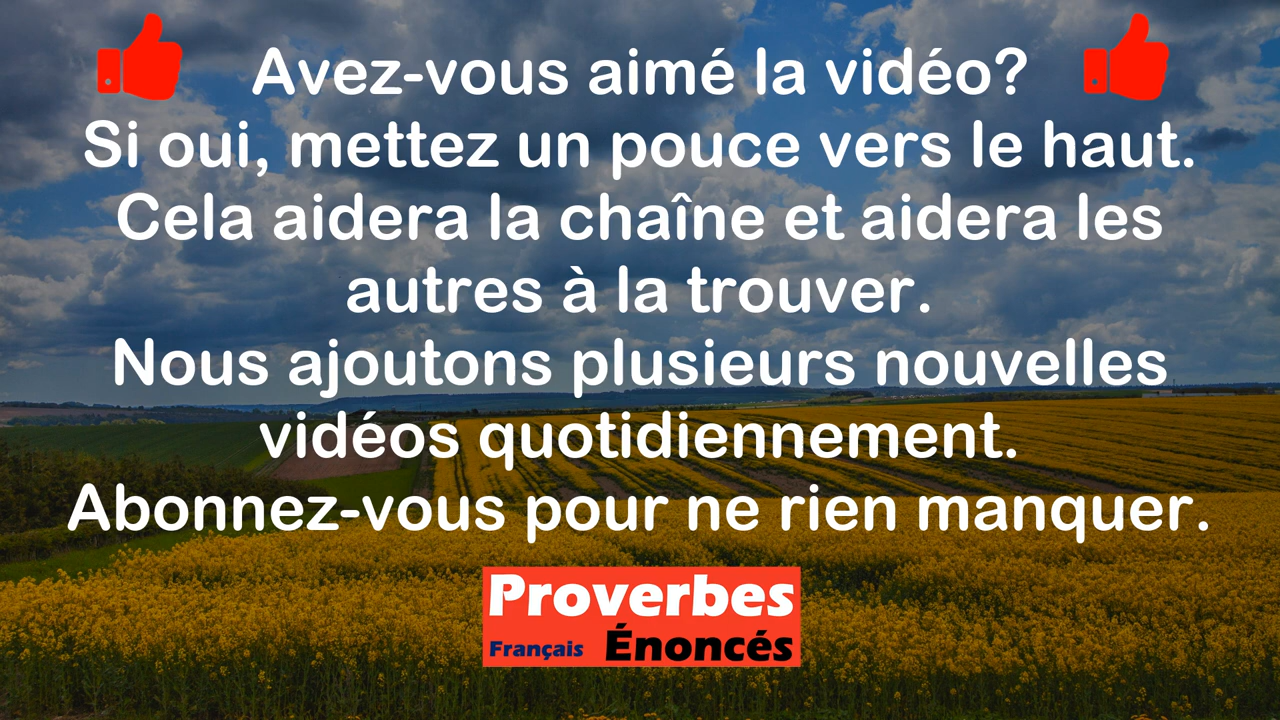 Avez-vous aimé la vidéo?
Si oui, mettez un pouce vers le haut.
Cela aidera la chaîne et aidera les
autres à la trouver.
Nous ajoutons plusieurs nouvelles
vidéos quotidiennement.
Abonnez-vous pour ne rien manquer.
Proverbes
Français Énoncés